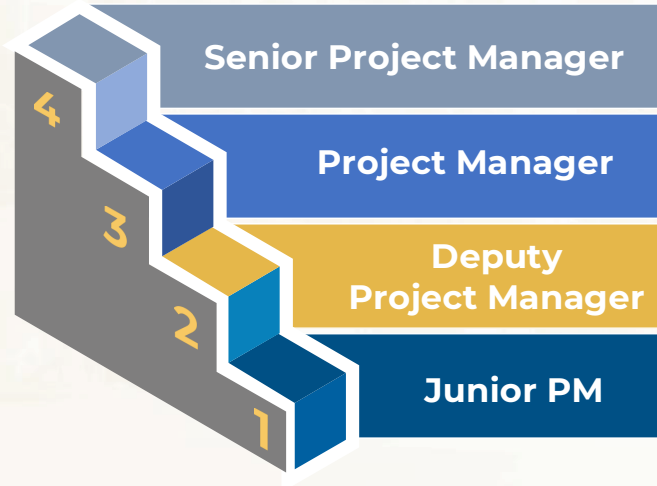 Senior Project Manager
4
Project Manager
3
Deputy
Project Manager
2
Junior PM
1